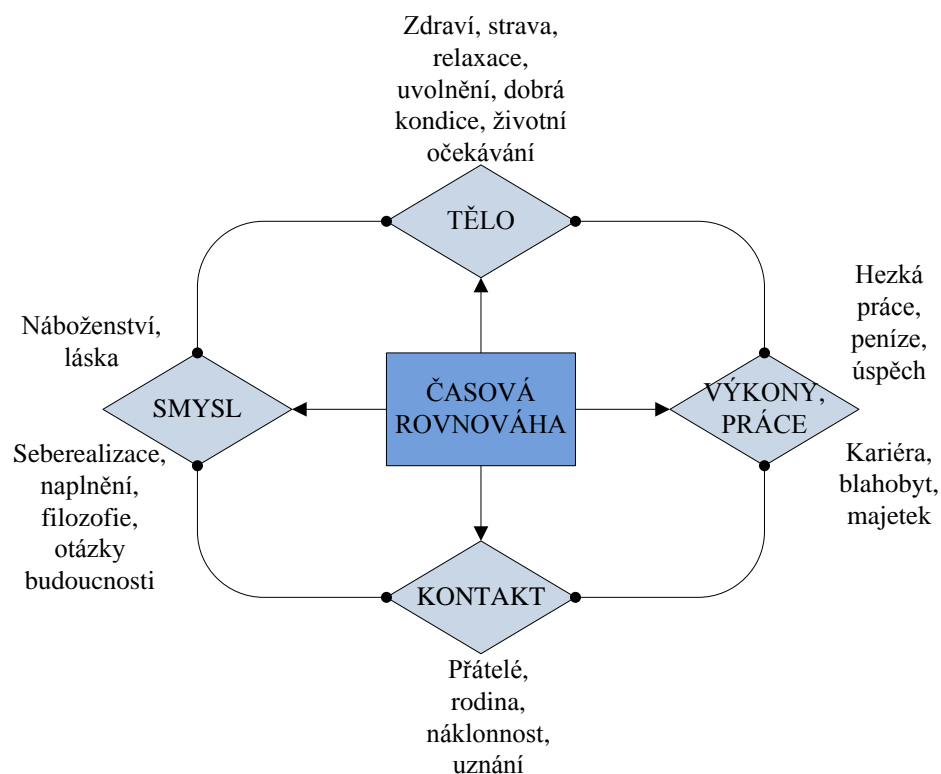 Zdraví, strava,
relaxace,
uvolnění, dobrá
kondice, životní
očekávání
TĚLO
Hezká
práce,
peníze,
úspěch
Náboženství,
láska
SMYSL
ČASOVÁ
ROVNOVÁHA
VÝKONY,
PRÁCE
Seberealizace,
naplnění,
filozofie,
otázky
budoucnosti
Kariéra,
blahobyt,
majetek
KONTAKT
Přátelé,
rodina,
náklonnost,
uznání